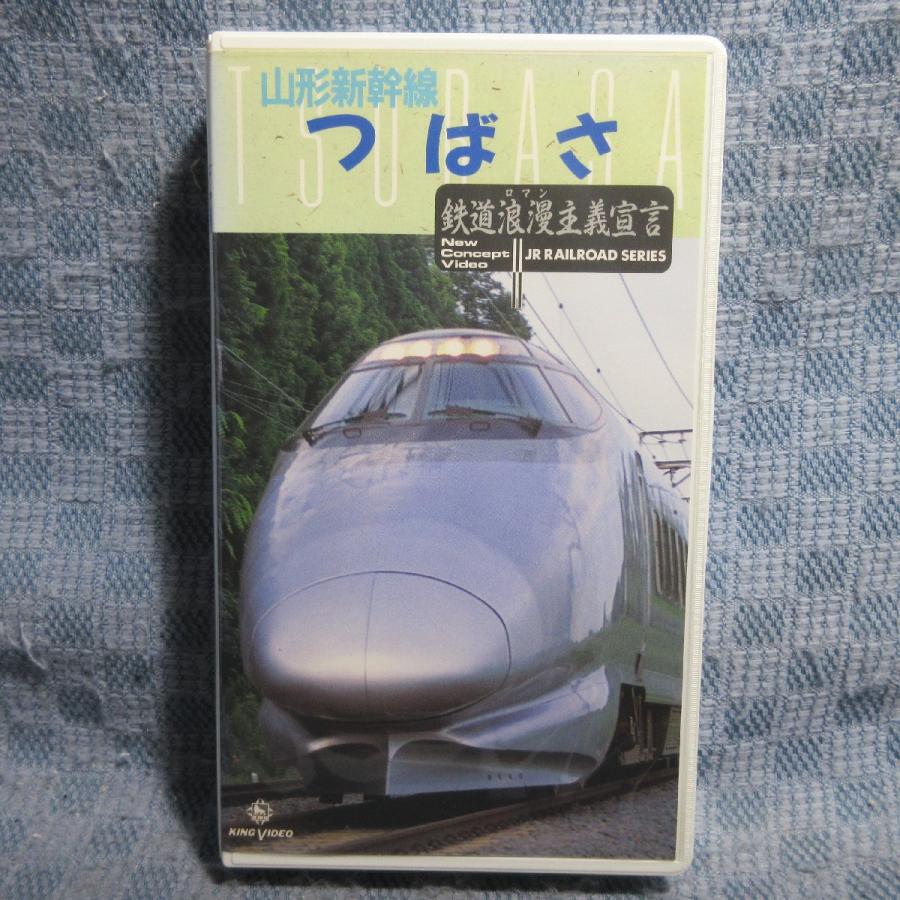 TSUBASA
山形新幹線
つばさ
ロマン
鉄道浪漫主義宣言
New
Concept
Video
JR RAILROAD SERIES
KING VIDEO